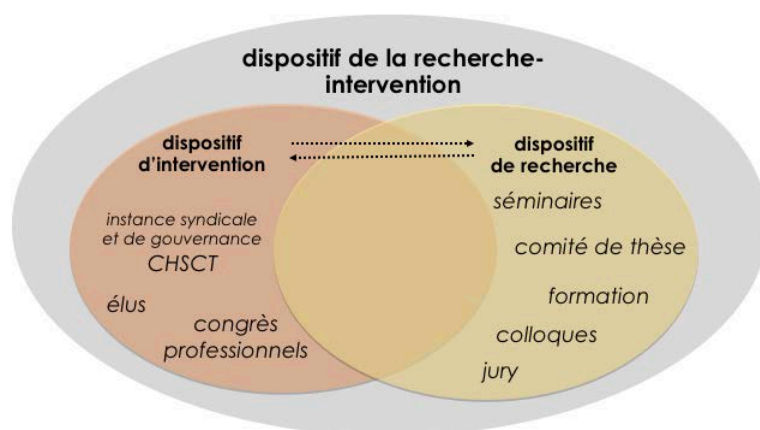 dispositif de la recherche-
intervention
dispositif
d'intervention
instance syndicale
et de gouvernance
CHSCT
élus
congrès
professionnels
dispositif
de recherche
séminaires
comité de thèse
formation
colloques
jury